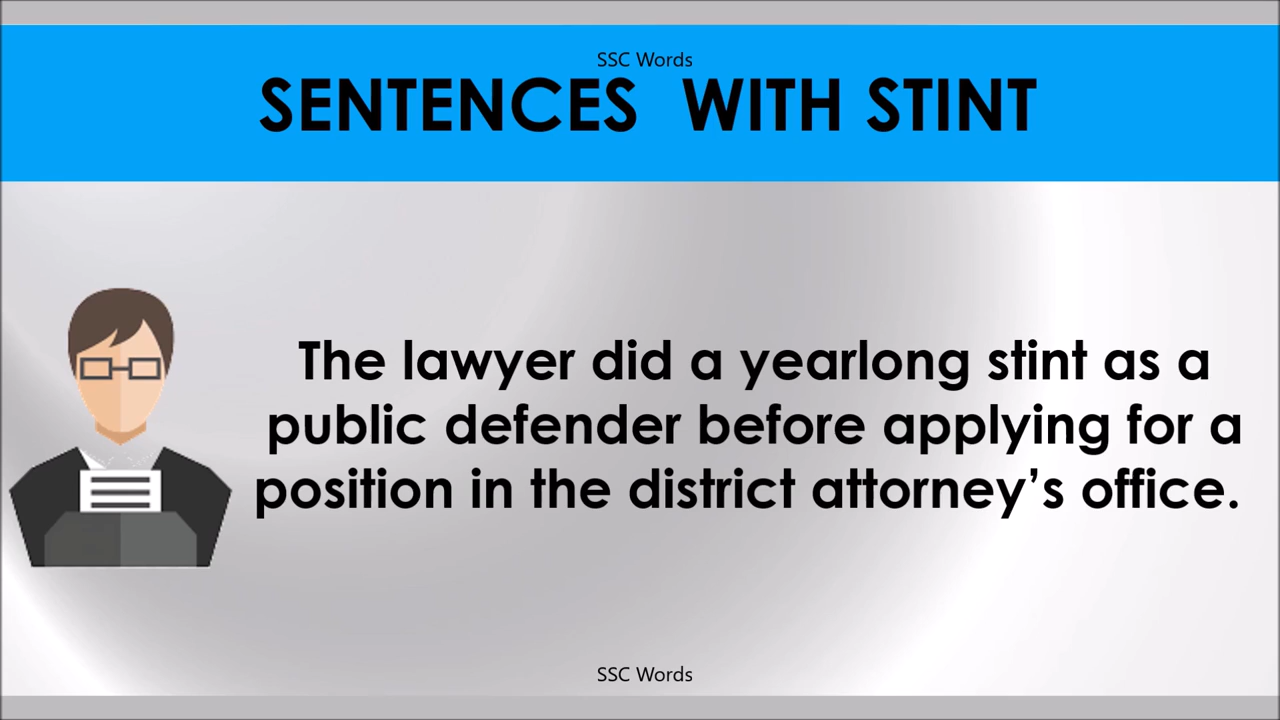 SSC Words
SENTENCES WITH STINT
The lawyer did a yearlong stint as a
public defender before applying for a
position in the district attorney’s office.
SSC Words